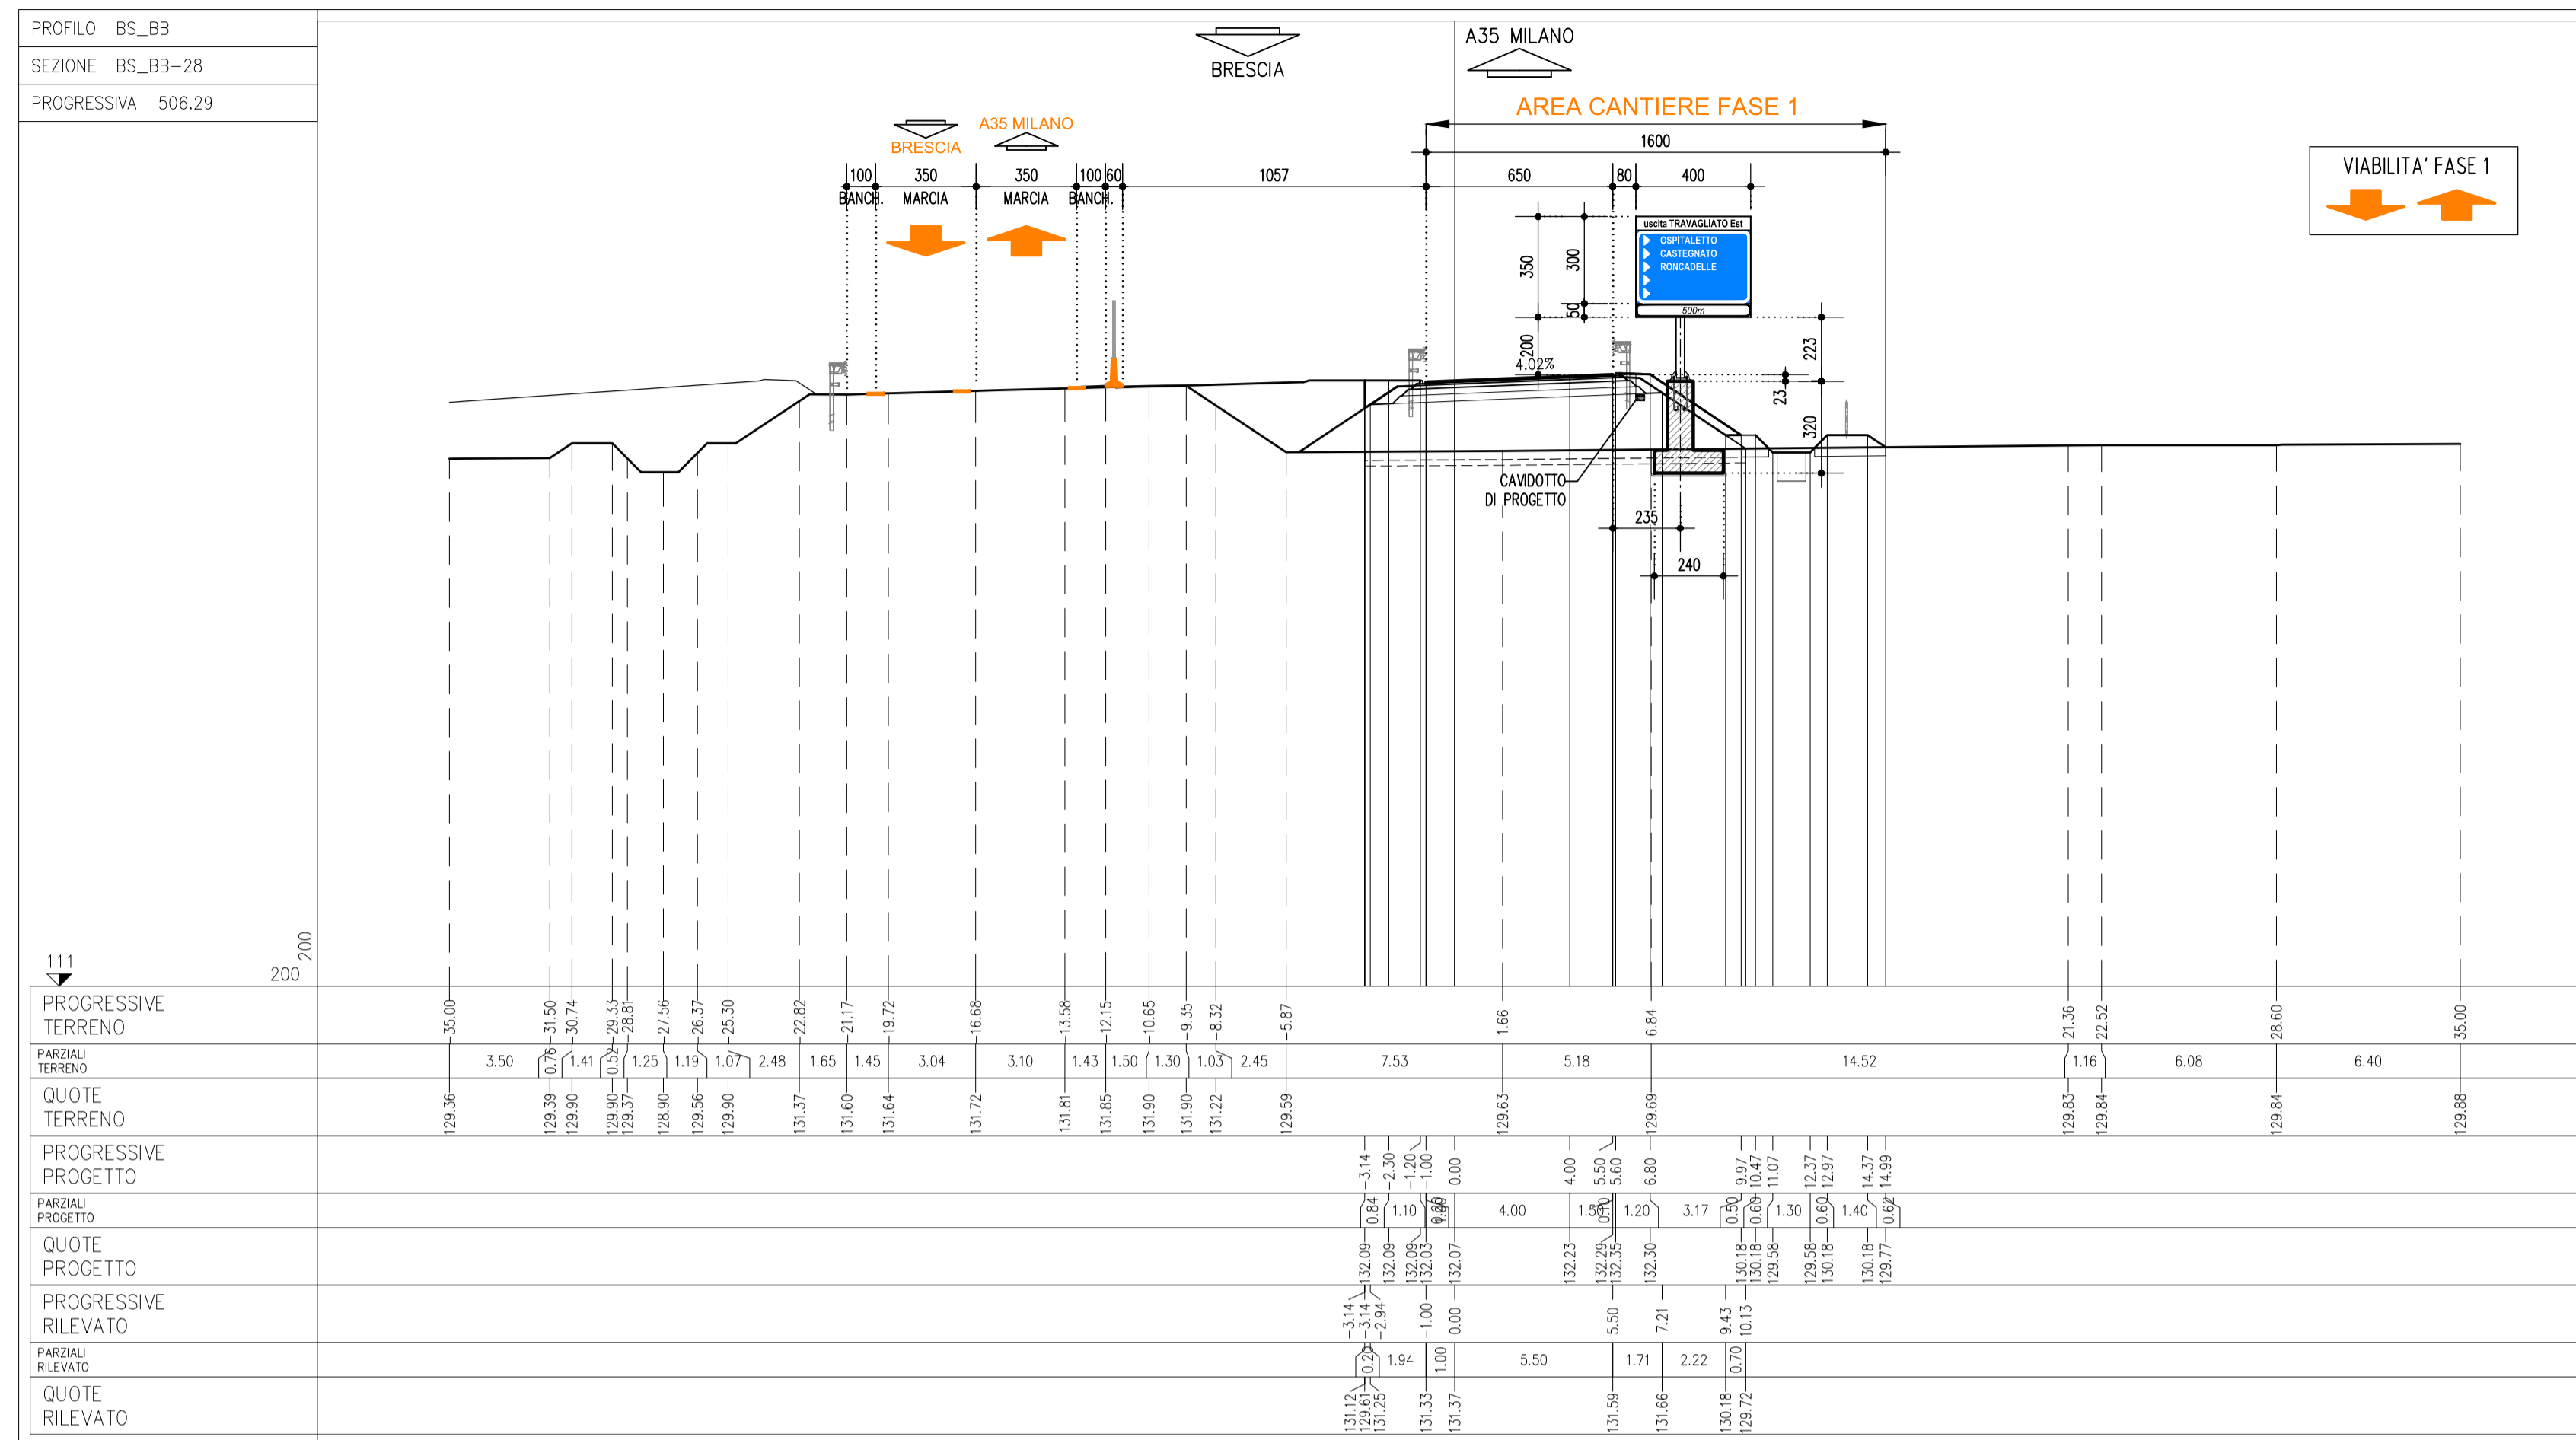 PROFILO BS_BB
SEZIONE BS_BB-28
PROGRESSIVA 506.29
BRESCIA
A35 MILANO
AREA CANTIERE FASE 1
1600
BRESCIA
A35 MILANO
VIABILITA' FASE 1
100 350 350 100 60 1057 650 80 400
BANCH. MARCIA MARCIA BANCH.
uscita TRAVAGLIATO Est
OSPITALETTO
CASTEGNATO
RONCADELLE
500m
350 300 50 200
4.02%
223 23 320
CAVIDOTTO
DI PROGETTO
235
240
111
200
200
PROGRESSIVE
TERRENO
-35.00 -31.50 -30.74 -29.33 -28.81 -27.56 -26.37 -25.30 -22.82 -21.17 -19.72 -16.68 -13.58 -12.15 -10.65 -9.35 -8.32 -5.87 1.66 6.84 21.36 22.52 28.60 35.00
PARZIALI
TERRENO
3.50 0.76 1.41 0.52 1.25 1.19 1.07 2.48 1.65 1.45 3.04 3.10 1.43 1.50 1.30 1.03 2.45 7.53 5.18 14.52 1.16 6.08 6.40
QUOTE
TERRENO
129.36 129.39 129.90 129.90 129.37 128.90 129.56 129.90 131.37 131.60 131.64 131.72 131.81 131.85 131.90 131.90 131.22 129.59 129.63 129.69 129.83 129.84 129.84 129.88
PROGRESSIVE
PROGETTO
-3.14 -2.30 -1.20 -1.00 0.00 4.00 5.50 5.60 6.80 9.97 10.47 11.07 12.37 12.97 14.37 14.99
PARZIALI
PROGETTO
0.84 1.10 0.20 1.00 4.00 1.50 0.10 1.20 3.17 0.50 0.60 1.30 0.60 1.40 0.62
QUOTE
PROGETTO
132.09 132.09 132.09 132.03 132.07 132.23 132.29 132.35 132.30 130.18 130.18 129.58 129.58 130.18 130.18 129.77
PROGRESSIVE
RILEVATO
-3.14 -3.14 -2.94 -1.00 0.00 5.50 7.21 9.43 10.13
PARZIALI
RILEVATO
0.20 1.94 1.00 5.50 1.71 2.22 0.70
QUOTE
RILEVATO
131.12 129.61 131.25 131.33 131.37 131.59 131.66 130.18 129.72